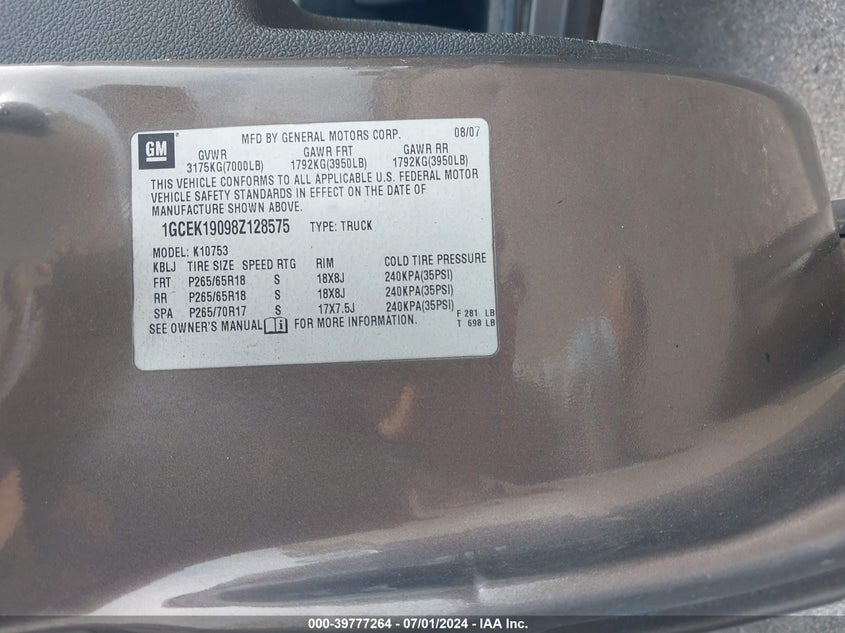 GM
MFD BY GENERAL MOTORS CORP. 08/07
GVWR GAWR FRT GAWR RR
3175KG(7000LB) 1792KG(3950LB) 1792KG(3950LB)
THIS VEHICLE CONFORMS TO ALL APPLICABLE U.S. FEDERAL MOTOR
VEHICLE SAFETY STANDARDS IN EFFECT ON THE DATE OF
MANUFACTURE SHOWN ABOVE.
1GCEK19098Z128575 TYPE: TRUCK
MODEL: K10753
KBLJ TIRE SIZE SPEED RTG RIM COLD TIRE PRESSURE
FRT P265/65R18 S 18X8J 240KPA(35PSI)
RR P265/65R18 S 18X8J 240KPA(35PSI)
SPA P265/70R17 S 17X7.5J 240KPA(35PSI)
SEE OWNER'S MANUAL FOR MORE INFORMATION.
F 281 LB
T 698 LB
000-39777264 - 07/01/2024 - IAA Inc.